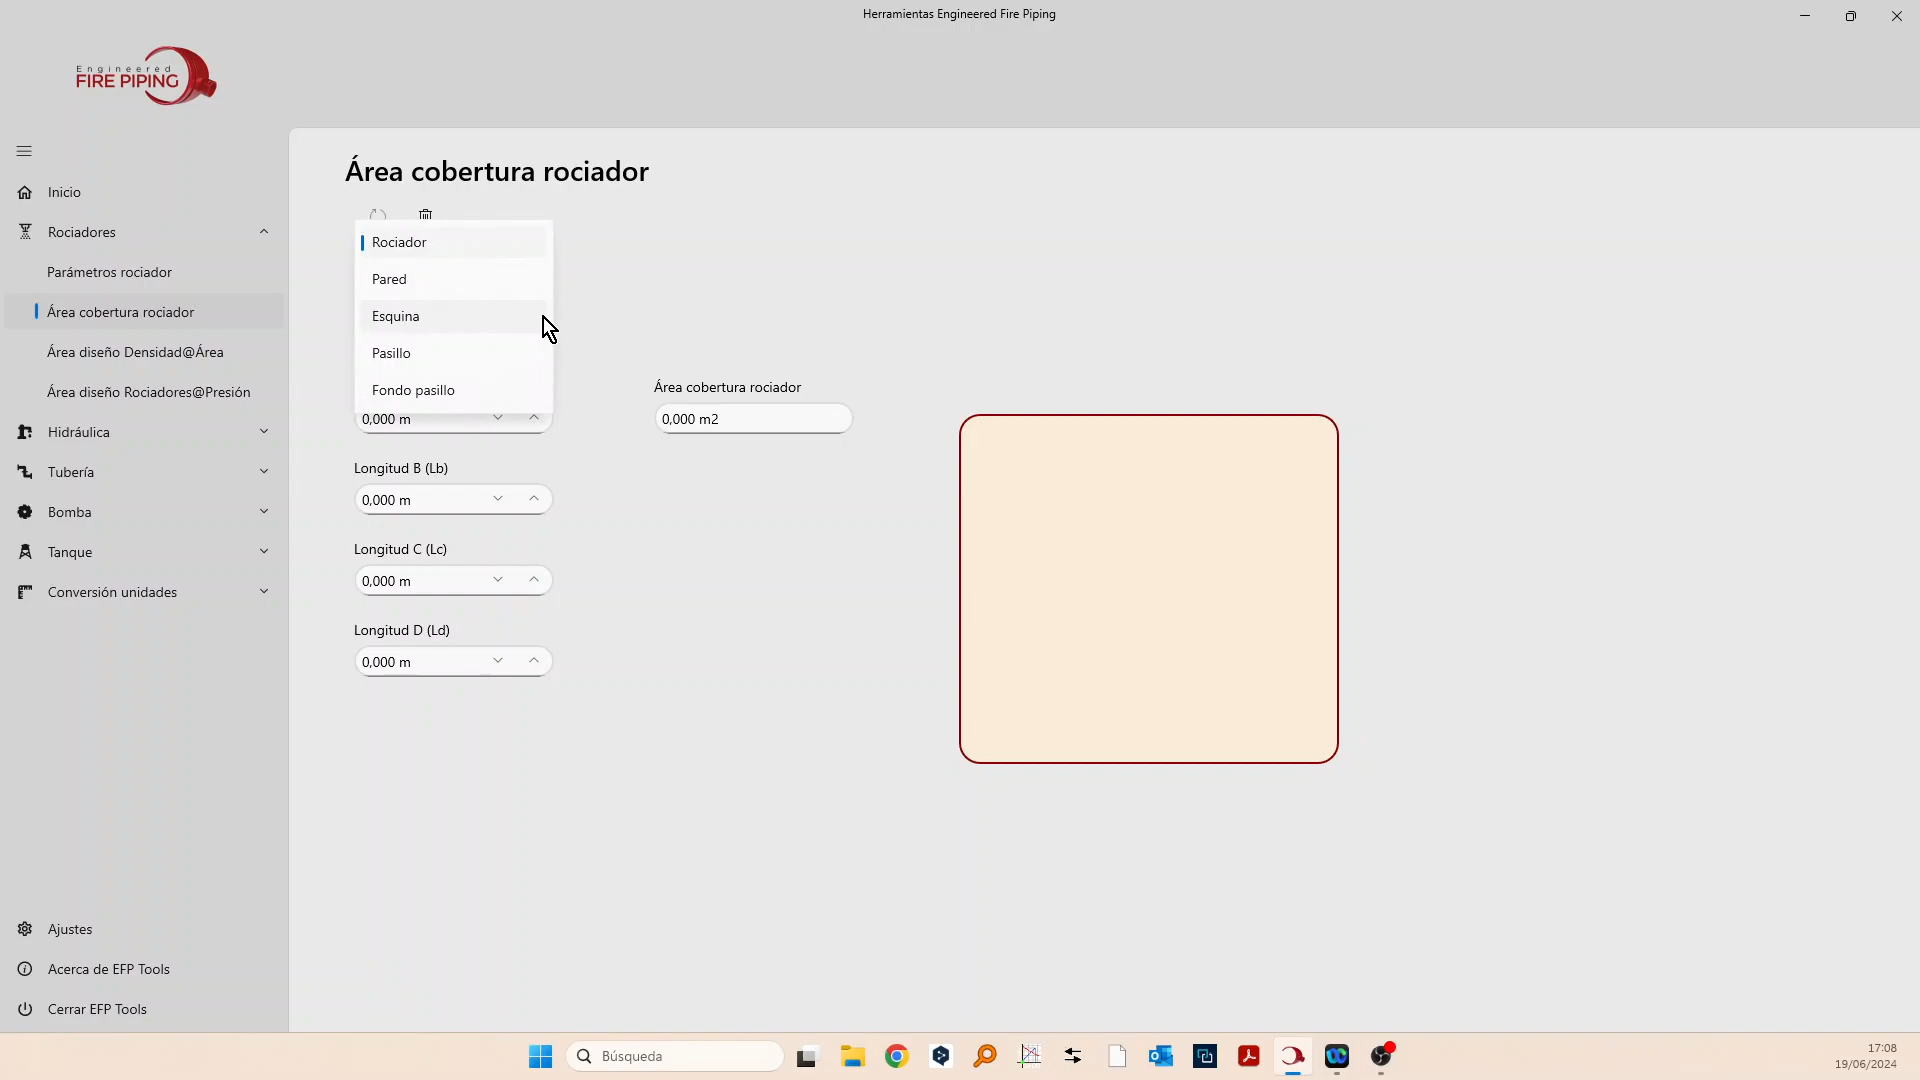 Herramientas Engineered Fire Piping
Engineered
FIRE PIPING
Inicio
Rociadores
Parámetros rociador
Área cobertura rociador
Área diseño Densidad@Área
Área diseño Rociadores@Presión
Hidráulica
Tubería
Bomba
Tanque
Conversión unidades
Ajustes
Acerca de EFP Tools
Cerrar EFP Tools
Área cobertura rociador
Rociador
Pared
Esquina
Pasillo
Fondo pasillo
0,000 m
Longitud B (Lb)
0,000 m
Longitud C (Lc)
0,000 m
Longitud D (Ld)
0,000 m
Área cobertura rociador
0,000 m2
Búsqueda
17:08
19/06/2024